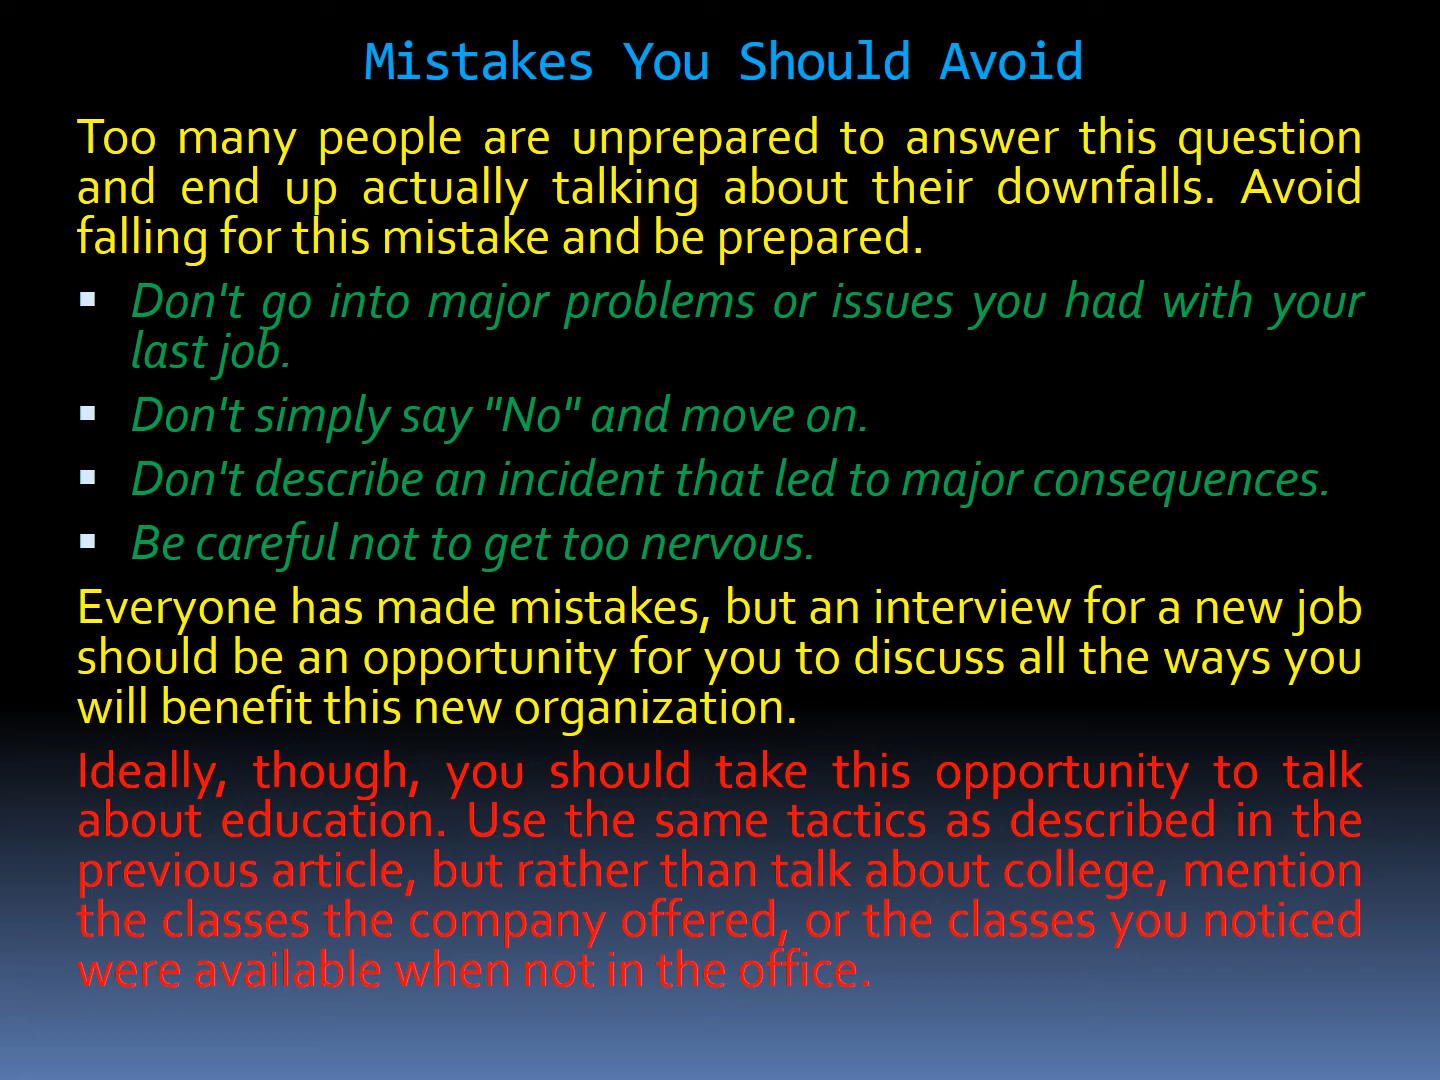 Mistakes You Should Avoid
Too many people are unprepared to answer this question
and end up actually talking about their downfalls. Avoid
falling for this mistake and be prepared.
▪ Don't go into major problems or issues you had with your
last job.
▪ Don't simply say "No" and move on.
▪ Don't describe an incident that led to major consequences.
▪ Be careful not to get too nervous.
Everyone has made mistakes, but an interview for a new job
should be an opportunity for you to discuss all the ways you
will benefit this new organization.
Ideally, though, you should take this opportunity to talk
about education. Use the same tactics as described in the
previous article, but rather than talk about college, mention
the classes the company offered, or the classes you noticed
were available when not in the office.